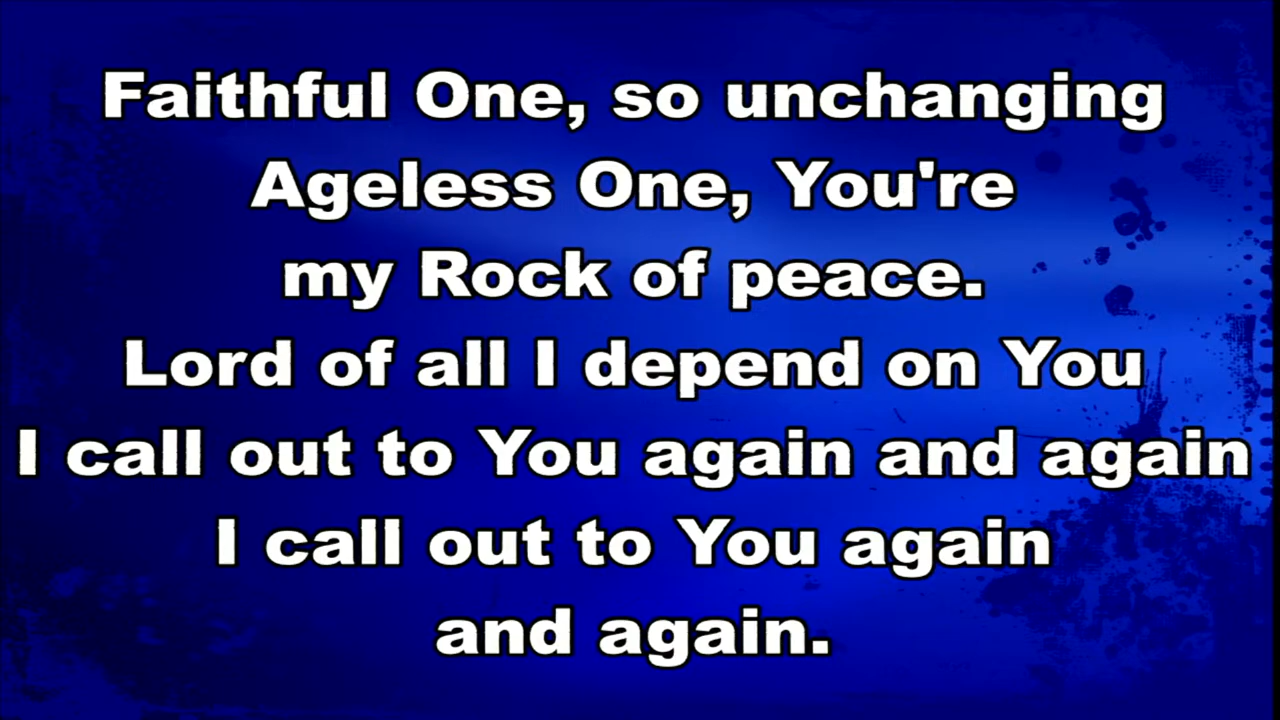 Faithful One, so unchanging
Ageless One, You're
my Rock of peace.
Lord of all I depend on You
I call out to You again and again
I call out to You again
and again.